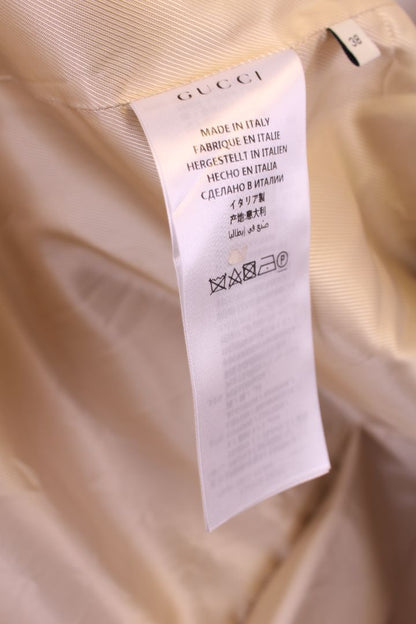 38
GUCCI
MADE IN ITALY
FABRIQUE EN ITALIE
HERGESTELLT IN ITALIEN
HECHO EN ITALIA
СДЕЛАНО В ИТАЛИИ
イタリア製
产地:意大利
صنع في إيطاليا
P